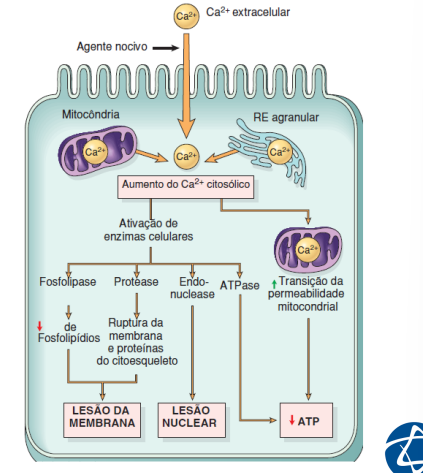 Ca²⁺
Ca²⁺ extracelular
Agente nocivo
Mitocôndria
RE agranular
Ca²⁺
Ca²⁺
Ca²⁺
Aumento do Ca²⁺ citosólico
Ativação de
enzimas celulares
Ca²⁺
Fosfolipase
Protéase
Endo-
nuclease
ATPase
Transição da
permeabilidade
mitocondrial
de
Fosfolipídios
Ruptura da
membrana
e proteínas
do citoesqueleto
LESÃO DA
MEMBRANA
LESÃO
NUCLEAR
ATP